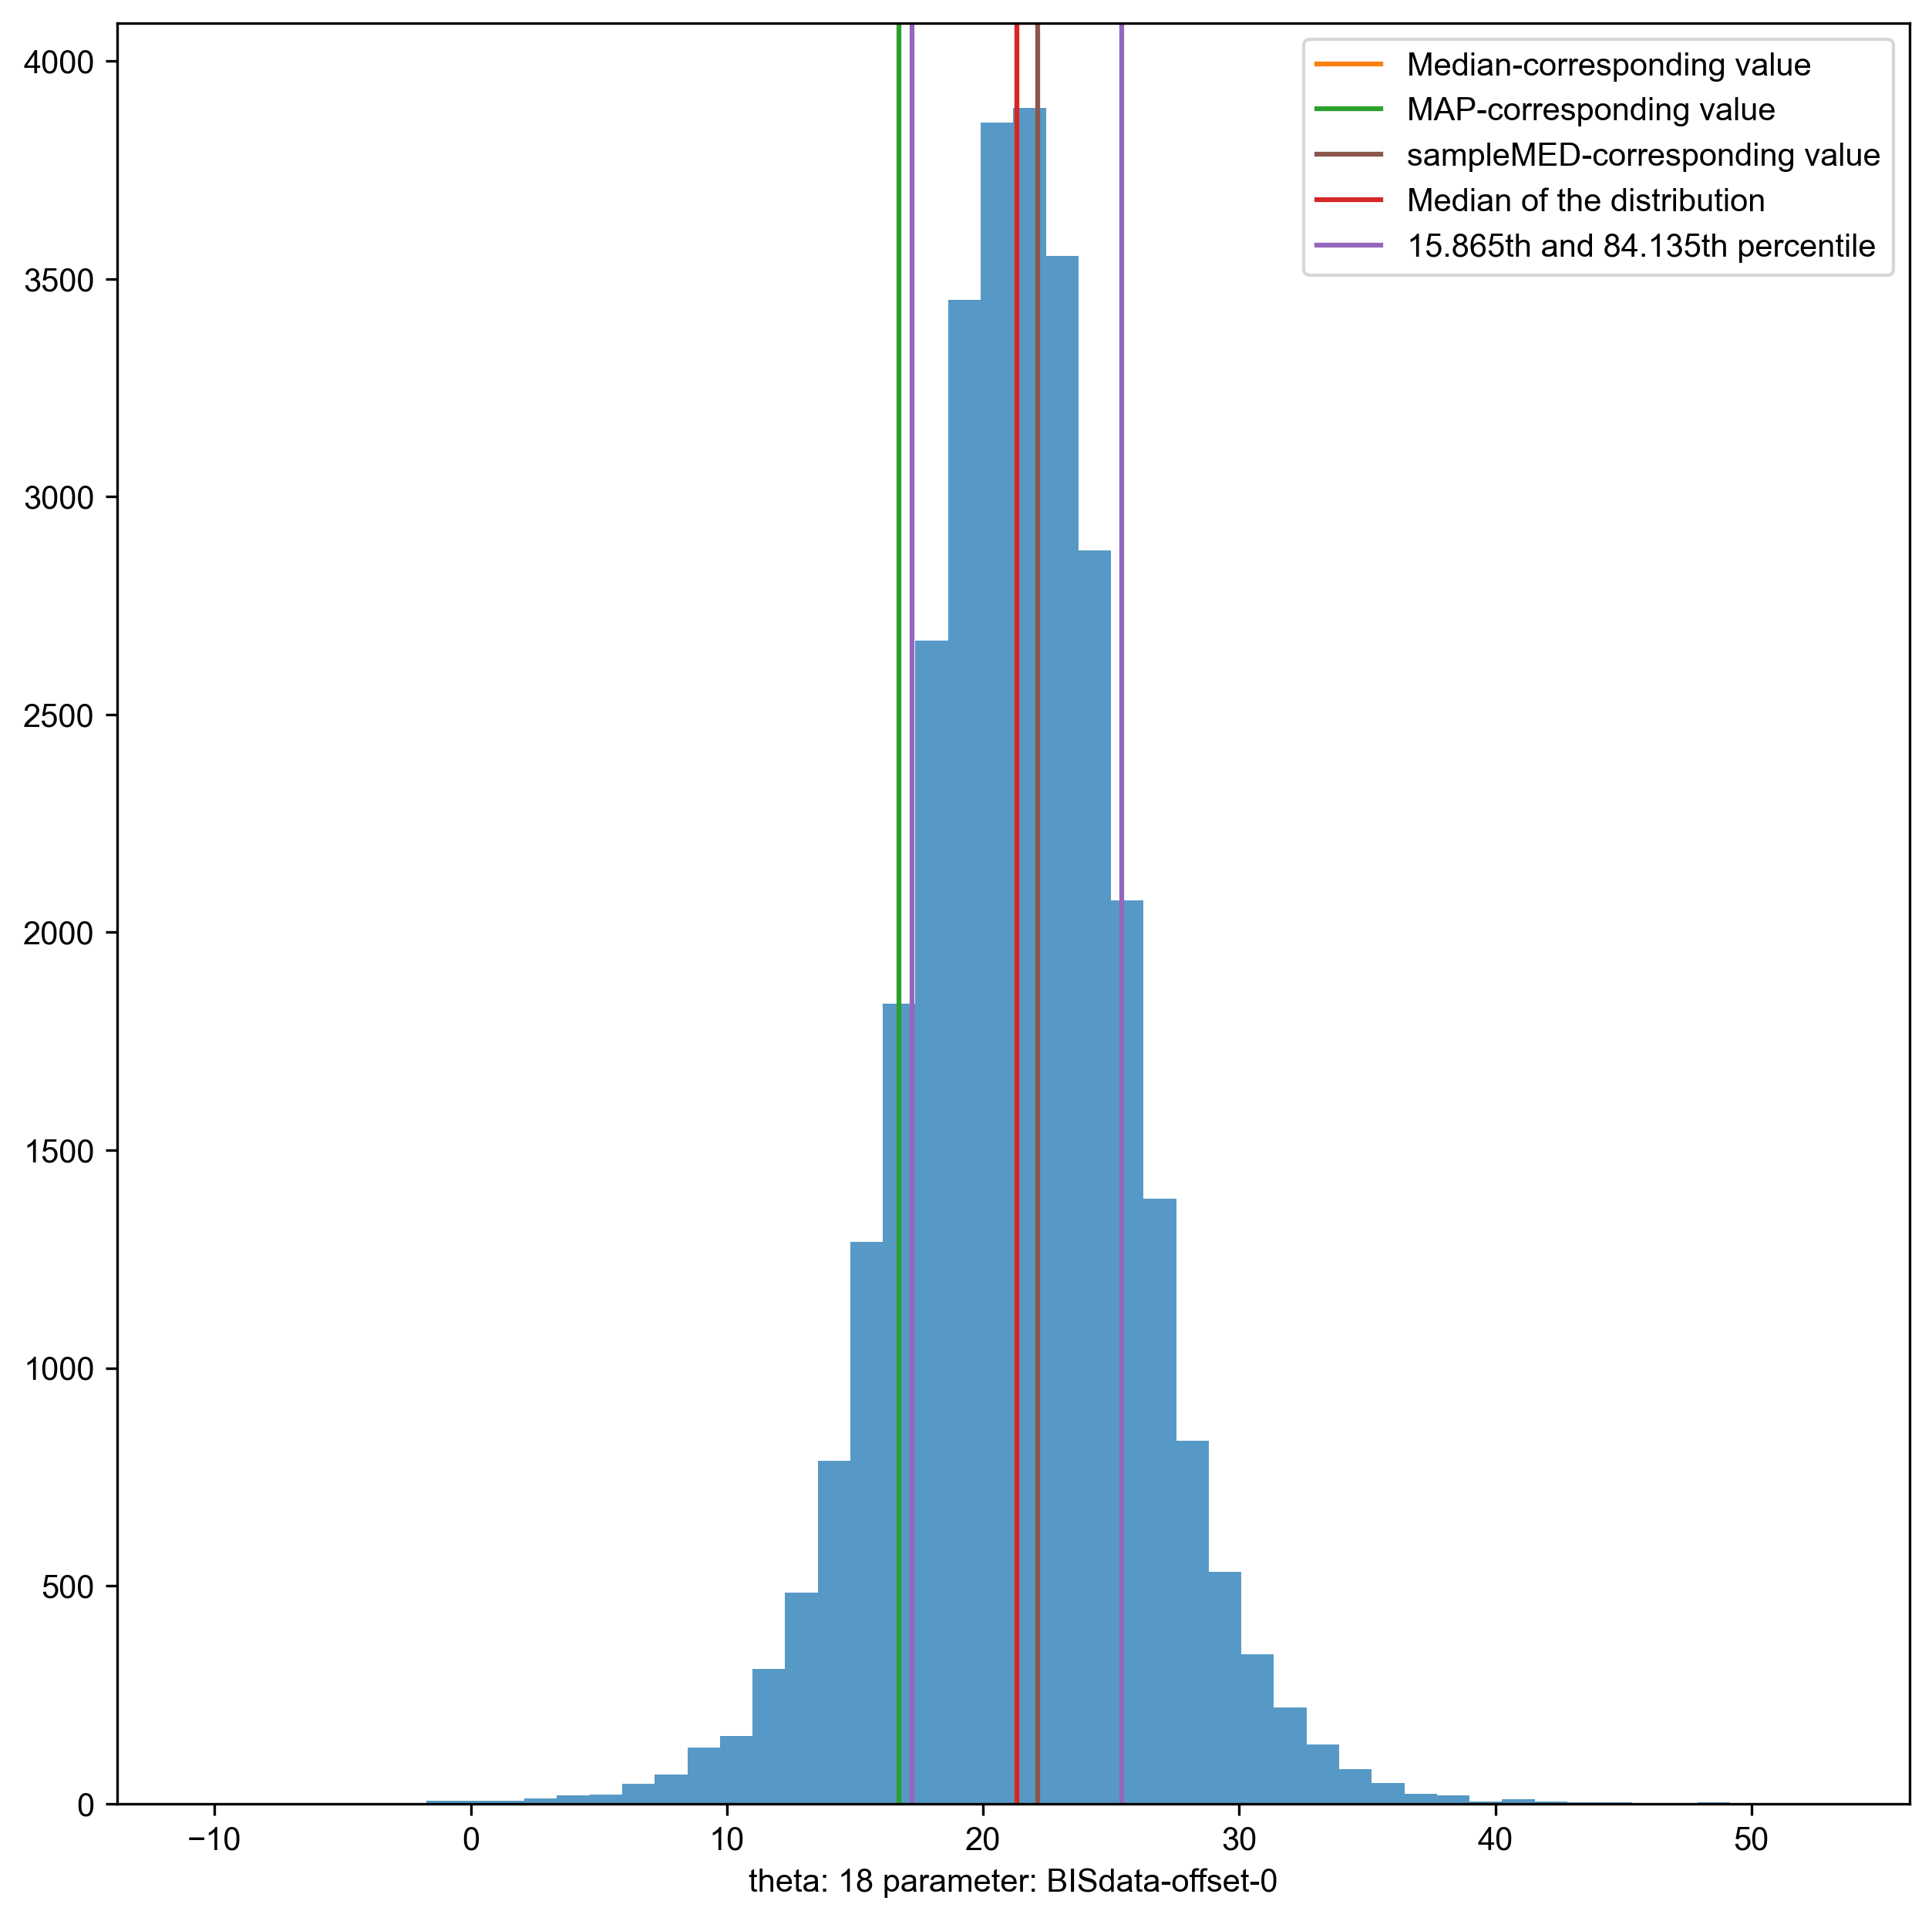 4000
3500
3000
2500
2000
1500
1000
500
0
Median-corresponding value
MAP-corresponding value
sampleMED-corresponding value
Median of the distribution
15.865th and 84.135th percentile
−10 0 10 20 30 40 50
theta: 18 parameter: BISdata-offset-0